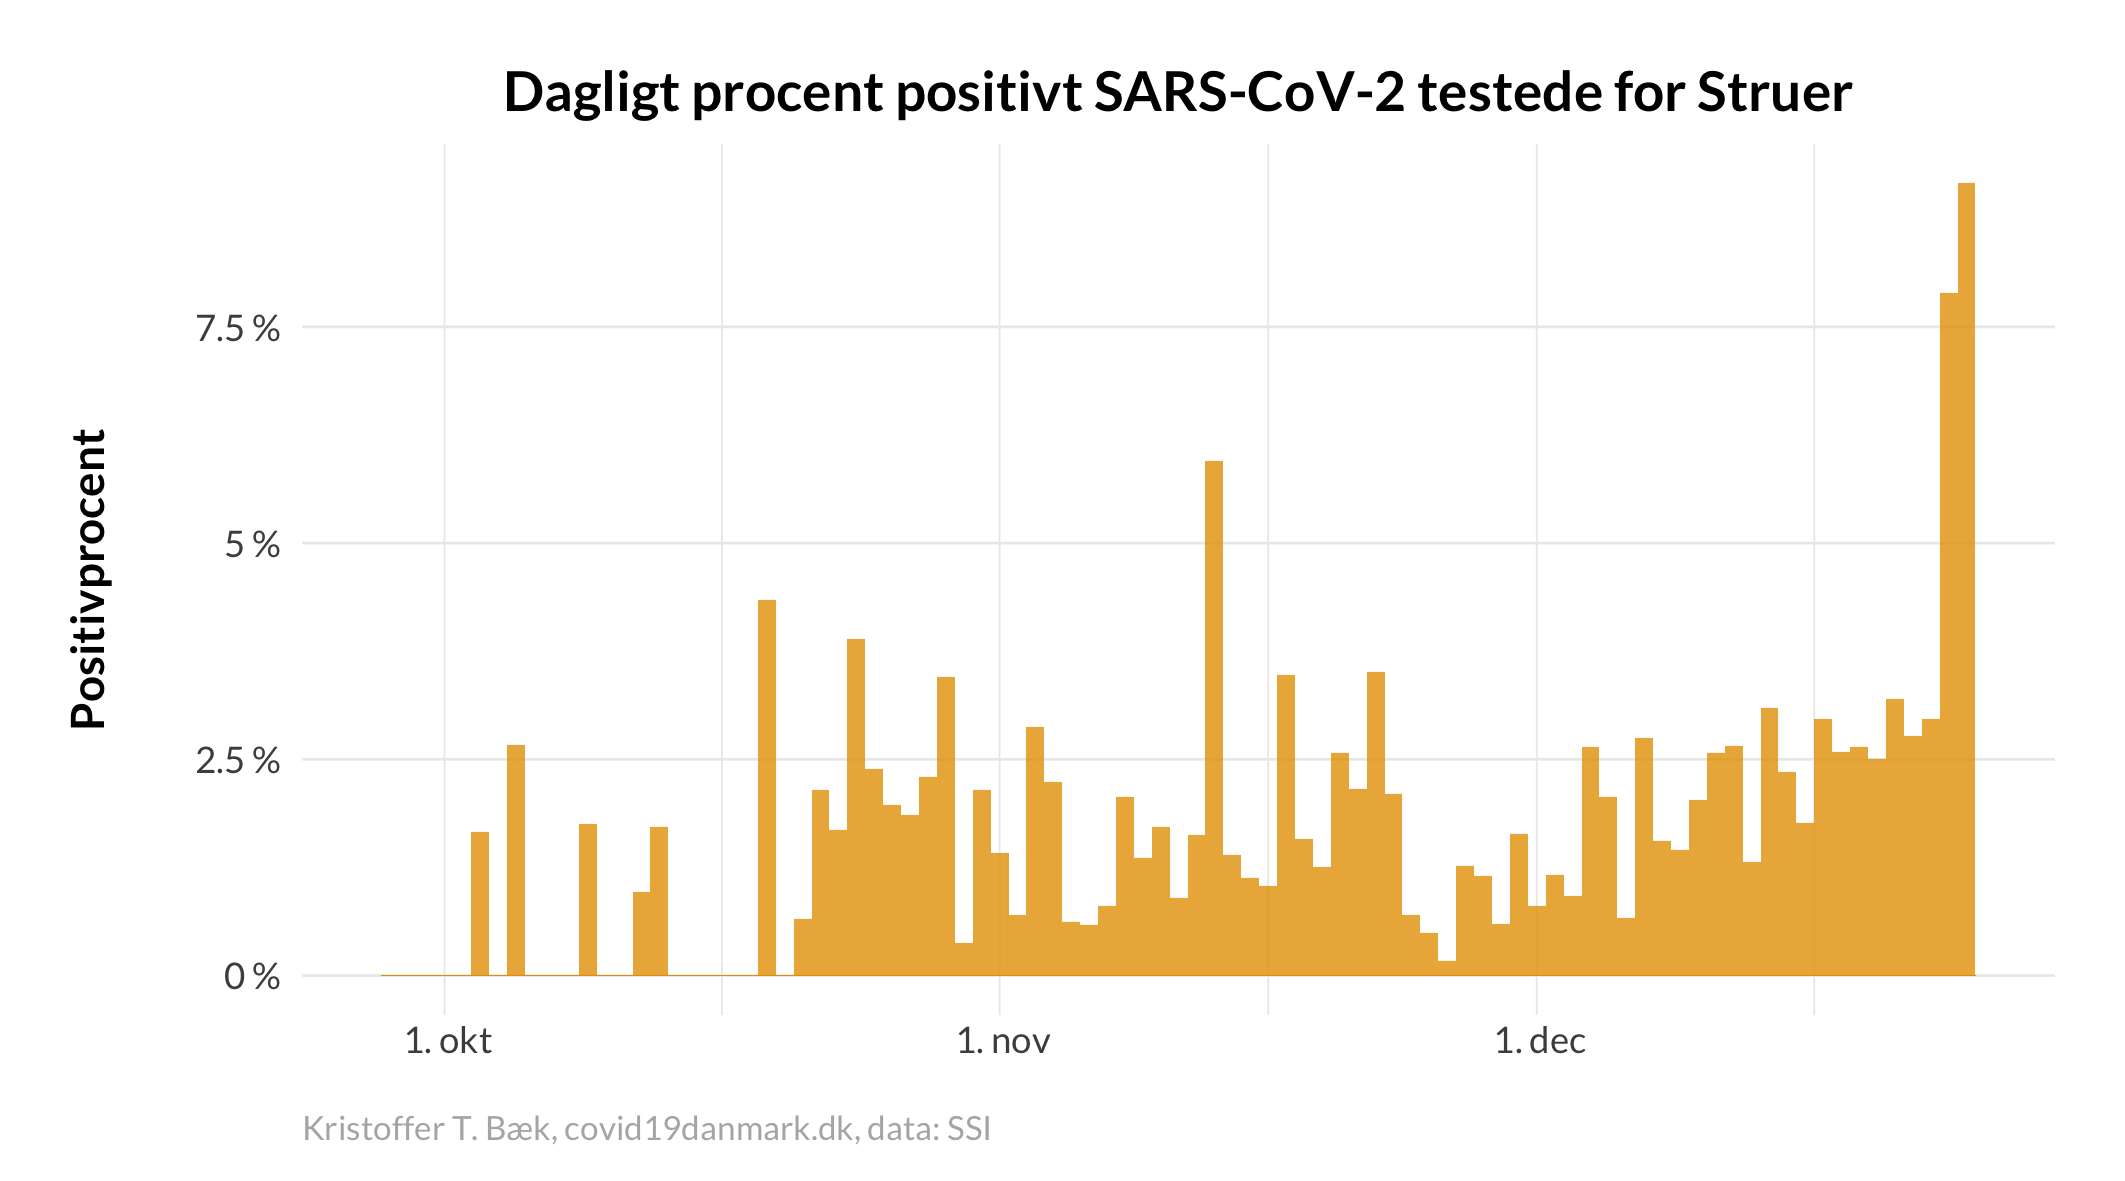 Dagligt procent positivt SARS-CoV-2 testede for Struer
Positivprocent
7.5 %
5 %
2.5 %
0 %
1. okt
1. nov
1. dec
Kristoffer T. Bæk, covid19danmark.dk, data: SSI